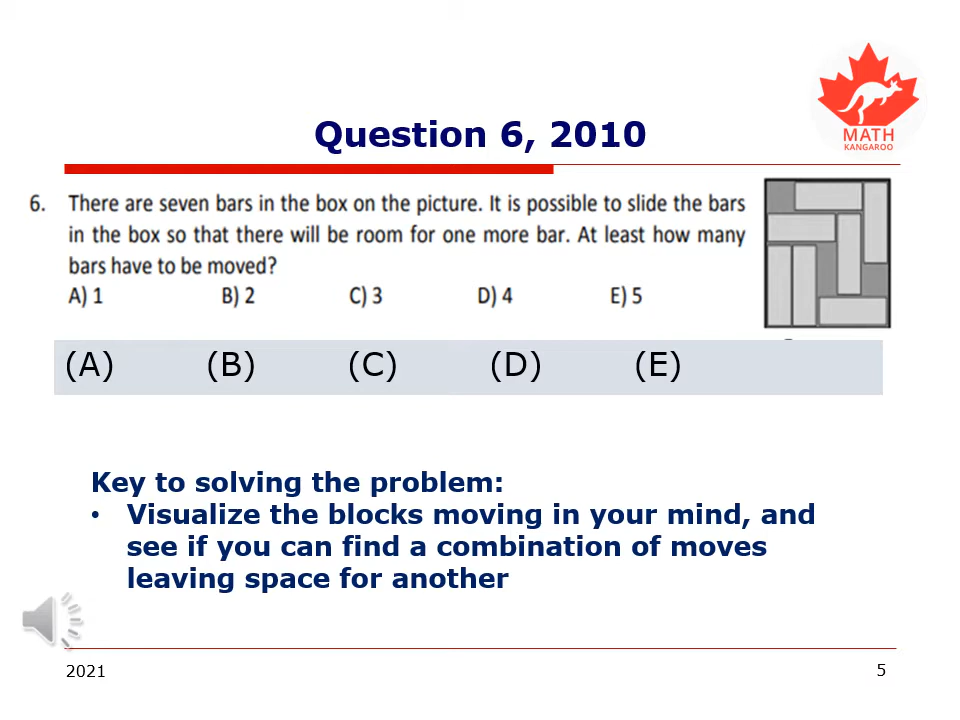 MATH
KANGAROO
Question 6, 2010
6. There are seven bars in the box on the picture. It is possible to slide the bars
in the box so that there will be room for one more bar. At least how many
bars have to be moved?
A) 1 B) 2 C) 3 D) 4 E) 5
(A) (B) (C) (D) (E)
Key to solving the problem:
• Visualize the blocks moving in your mind, and
see if you can find a combination of moves
leaving space for another
2021 5